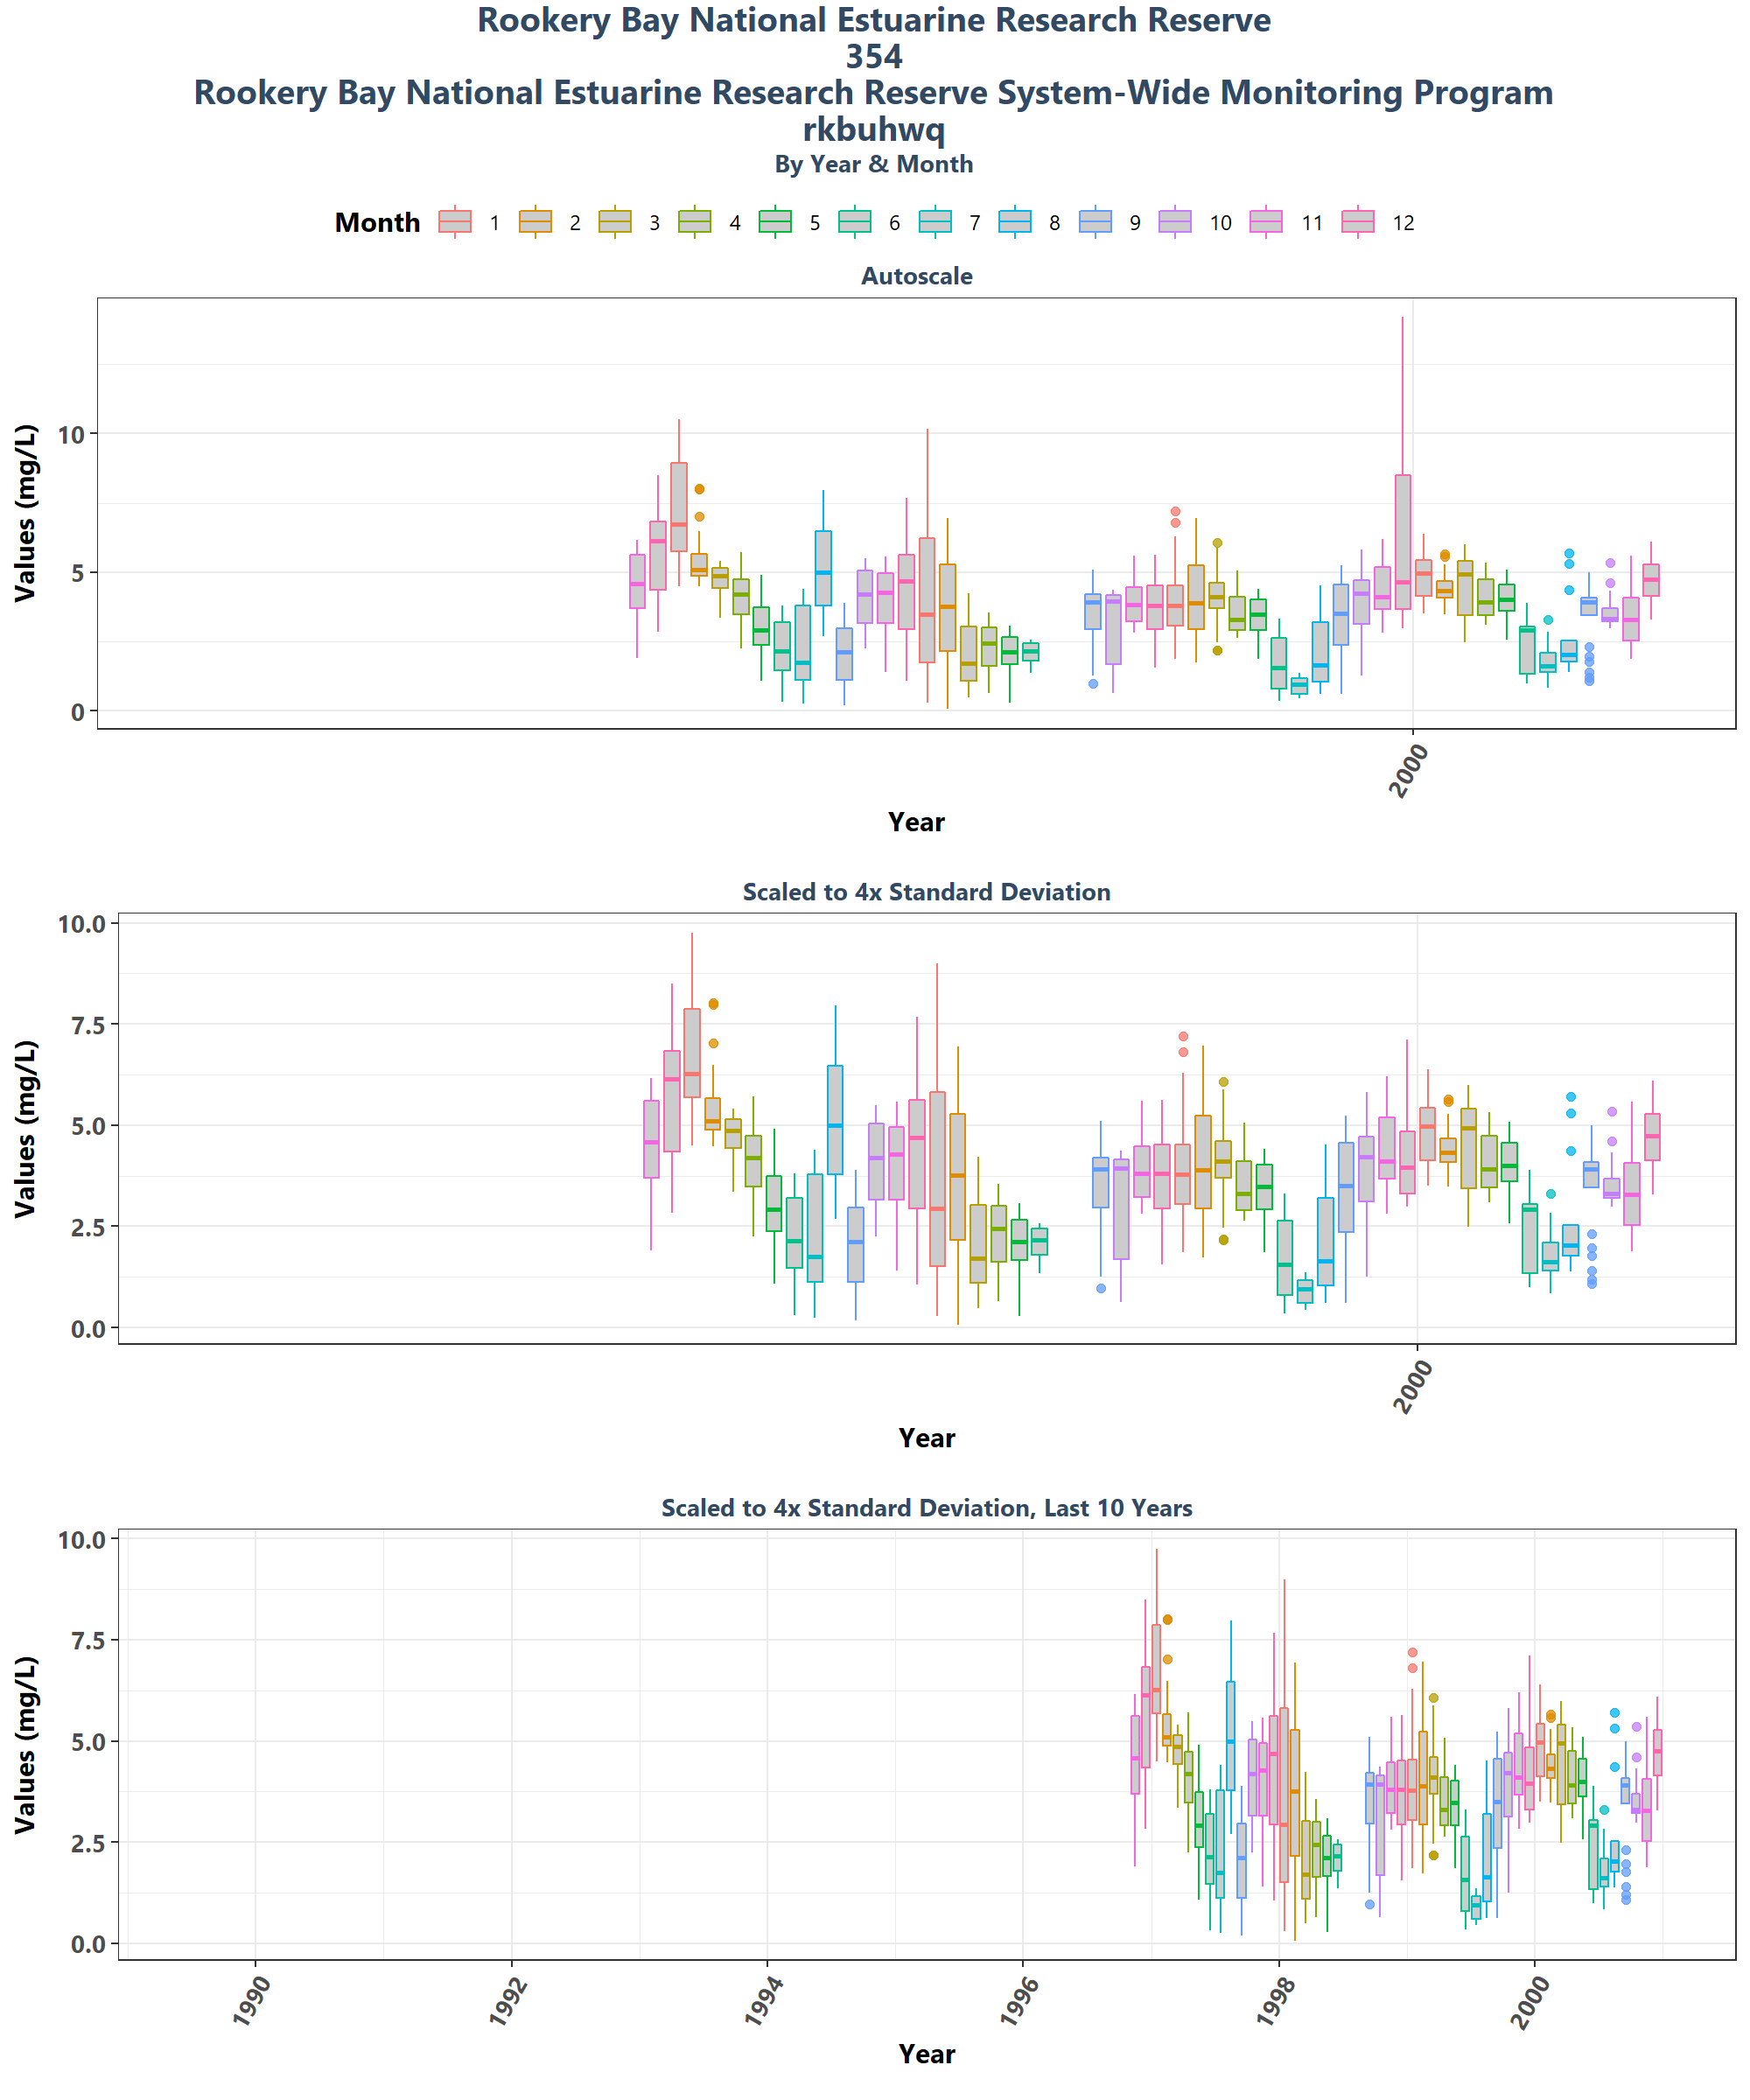 Rookery Bay National Estuarine Research Reserve
354
Rookery Bay National Estuarine Research Reserve System-Wide Monitoring Program
rkbuhwq
By Year & Month
Month 1 2 3 4 5 6 7 8 9 10 11 12
Autoscale
Values (mg/L)
10
5
0
2000
Year
Scaled to 4x Standard Deviation
Values (mg/L)
10.0
7.5
5.0
2.5
0.0
2000
Year
Scaled to 4x Standard Deviation, Last 10 Years
Values (mg/L)
10.0
7.5
5.0
2.5
0.0
1990 1992 1994 1996 1998 2000
Year